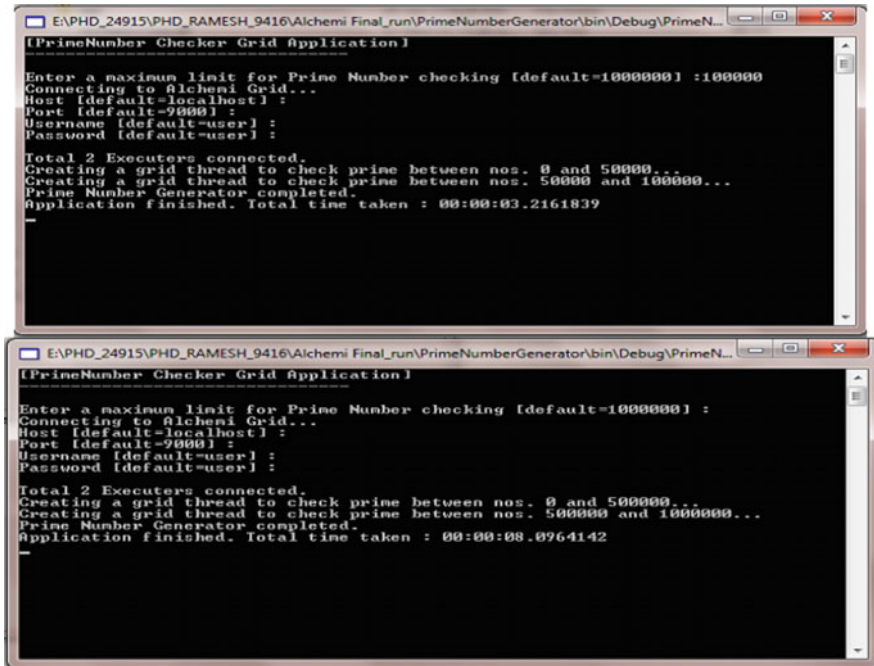 E:\PHD_24915\PHD_RAMESH_9416\Alchemi Final_run\PrimeNumberGenerator\bin\Debug\PrimeN...
[PrimeNumber Checker Grid Application]
Enter a maximum limit for Prime Number checking [default=1000000] :100000
Connecting to Alchemi Grid...
Host [default=localhost] :
Port [default=9000] :
Username [default=user] :
Password [default=user] :
Total 2 Executers connected.
Creating a grid thread to check prime between nos. 0 and 50000...
Creating a grid thread to check prime between nos. 50000 and 100000...
Prime Number Generator completed.
Application finished. Total time taken : 00:00:03.2161839
E:\PHD_24915\PHD_RAMESH_9416\Alchemi Final_run\PrimeNumberGenerator\bin\Debug\PrimeN...
[PrimeNumber Checker Grid Application]
Enter a maximum limit for Prime Number checking [default=1000000] :
Connecting to Alchemi Grid...
Host [default=localhost] :
Port [default=9000] :
Username [default=user] :
Password [default=user] :
Total 2 Executers connected.
Creating a grid thread to check prime between nos. 0 and 500000...
Creating a grid thread to check prime between nos. 500000 and 1000000...
Prime Number Generator completed.
Application finished. Total time taken : 00:00:08.0964142